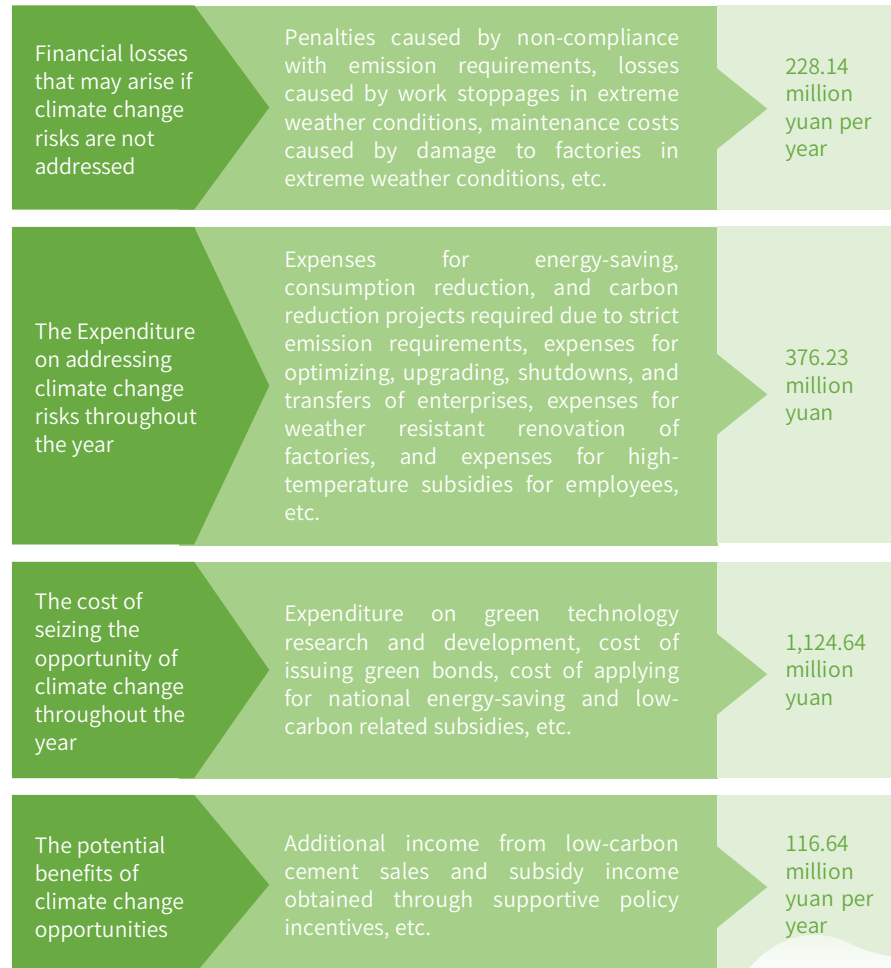 Financial losses
that may arise if
climate change
risks are not
addressed
Penalties caused by non-compliance
with emission requirements, losses
caused by work stoppages in extreme
weather conditions, maintenance costs
caused by damage to factories in
extreme weather conditions, etc.
228.14
million
yuan per
year
The Expenditure
on addressing
climate change
risks throughout
the year
Expenses for energy-saving,
consumption reduction, and carbon
reduction projects required due to strict
emission requirements, expenses for
optimizing, upgrading, shutdowns, and
transfers of enterprises, expenses for
weather resistant renovation of
factories, and expenses for high-
temperature subsidies for employees,
etc.
376.23
million
yuan
The cost of
seizing the
opportunity of
climate change
throughout the
year
Expenditure on green technology
research and development, cost of
issuing green bonds, cost of applying
for national energy-saving and low-
carbon related subsidies, etc.
1,124.64
million
yuan
The potential
benefits of
climate change
opportunities
Additional income from low-carbon
cement sales and subsidy income
obtained through supportive policy
incentives, etc.
116.64
million
yuan per
year